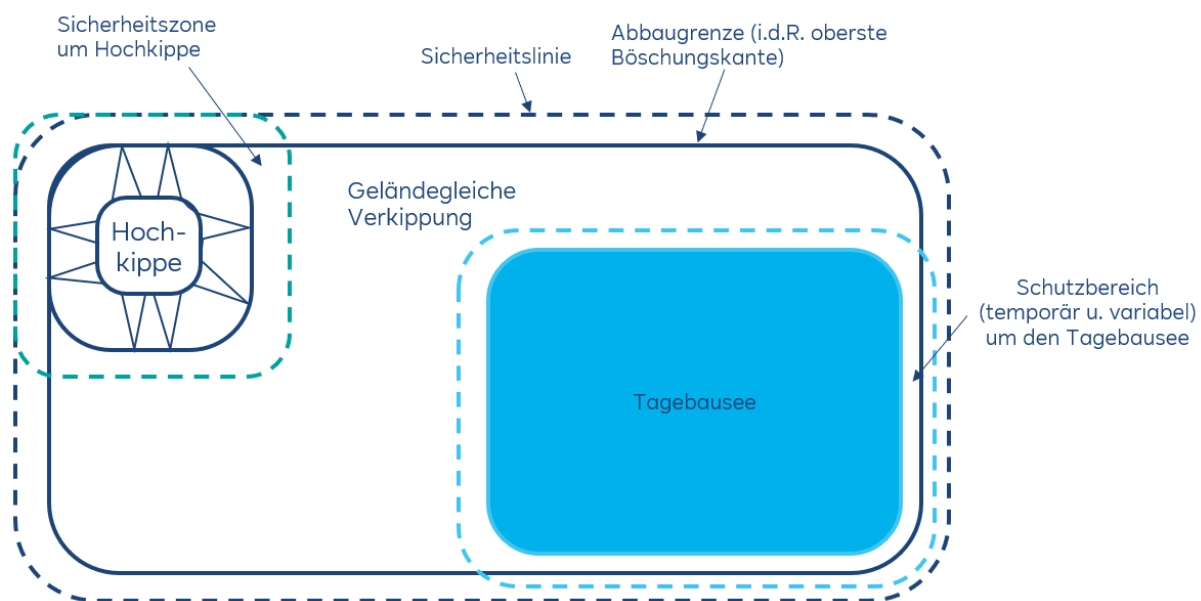 Sicherheitszone
um Hochkippe
Sicherheitslinie
Abbaugrenze (i.d.R. oberste
Böschungskante)
Geländegleiche
Verkippung
Hoch-
kippe
Schutzbereich
(temporär u. variabel)
um den Tagebausee
Tagebausee